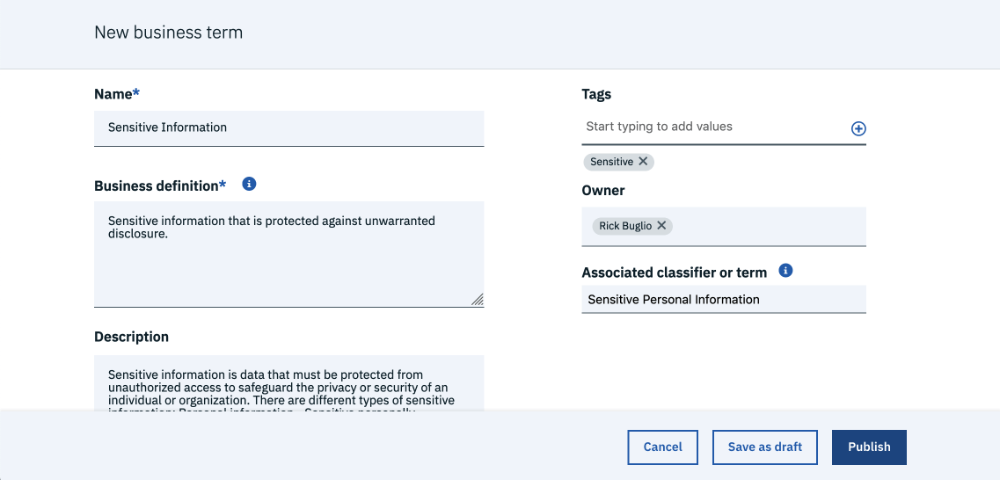 New business term
Name*
Sensitive Information
Business definition*
Sensitive information that is protected against unwarranted
disclosure.
Description
Sensitive information is data that must be protected from
unauthorized access to safeguard the privacy or security of an
individual or organization. There are different types of sensitive
information: Personal information - Sensitive personally
Tags
Start typing to add values
Sensitive
Owner
Rick Buglio
Associated classifier or term
Sensitive Personal Information
Cancel
Save as draft
Publish